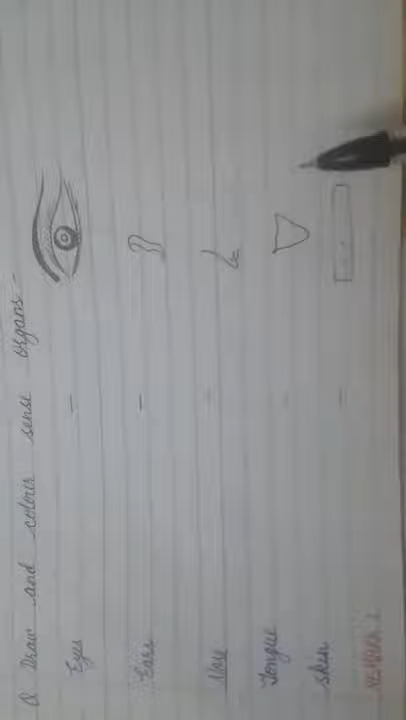 Q Draw and colour sense organs:-
Eyes -
Ears -
Nose -
Tongue -
Skin -